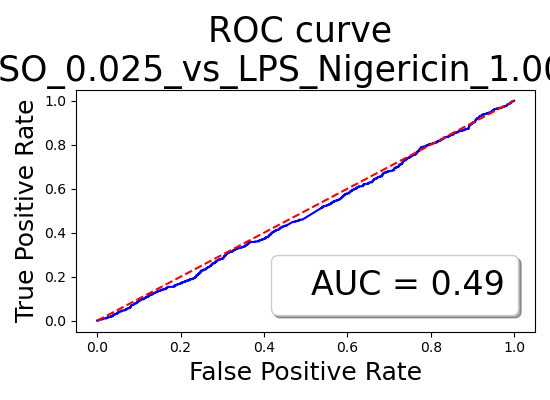 ROC curve
SO_0.025_vs_LPS_Nigericin_1.00
True Positive Rate
1.0
0.8
0.6
0.4
0.2
0.0
AUC = 0.49
0.0 0.2 0.4 0.6 0.8 1.0
False Positive Rate